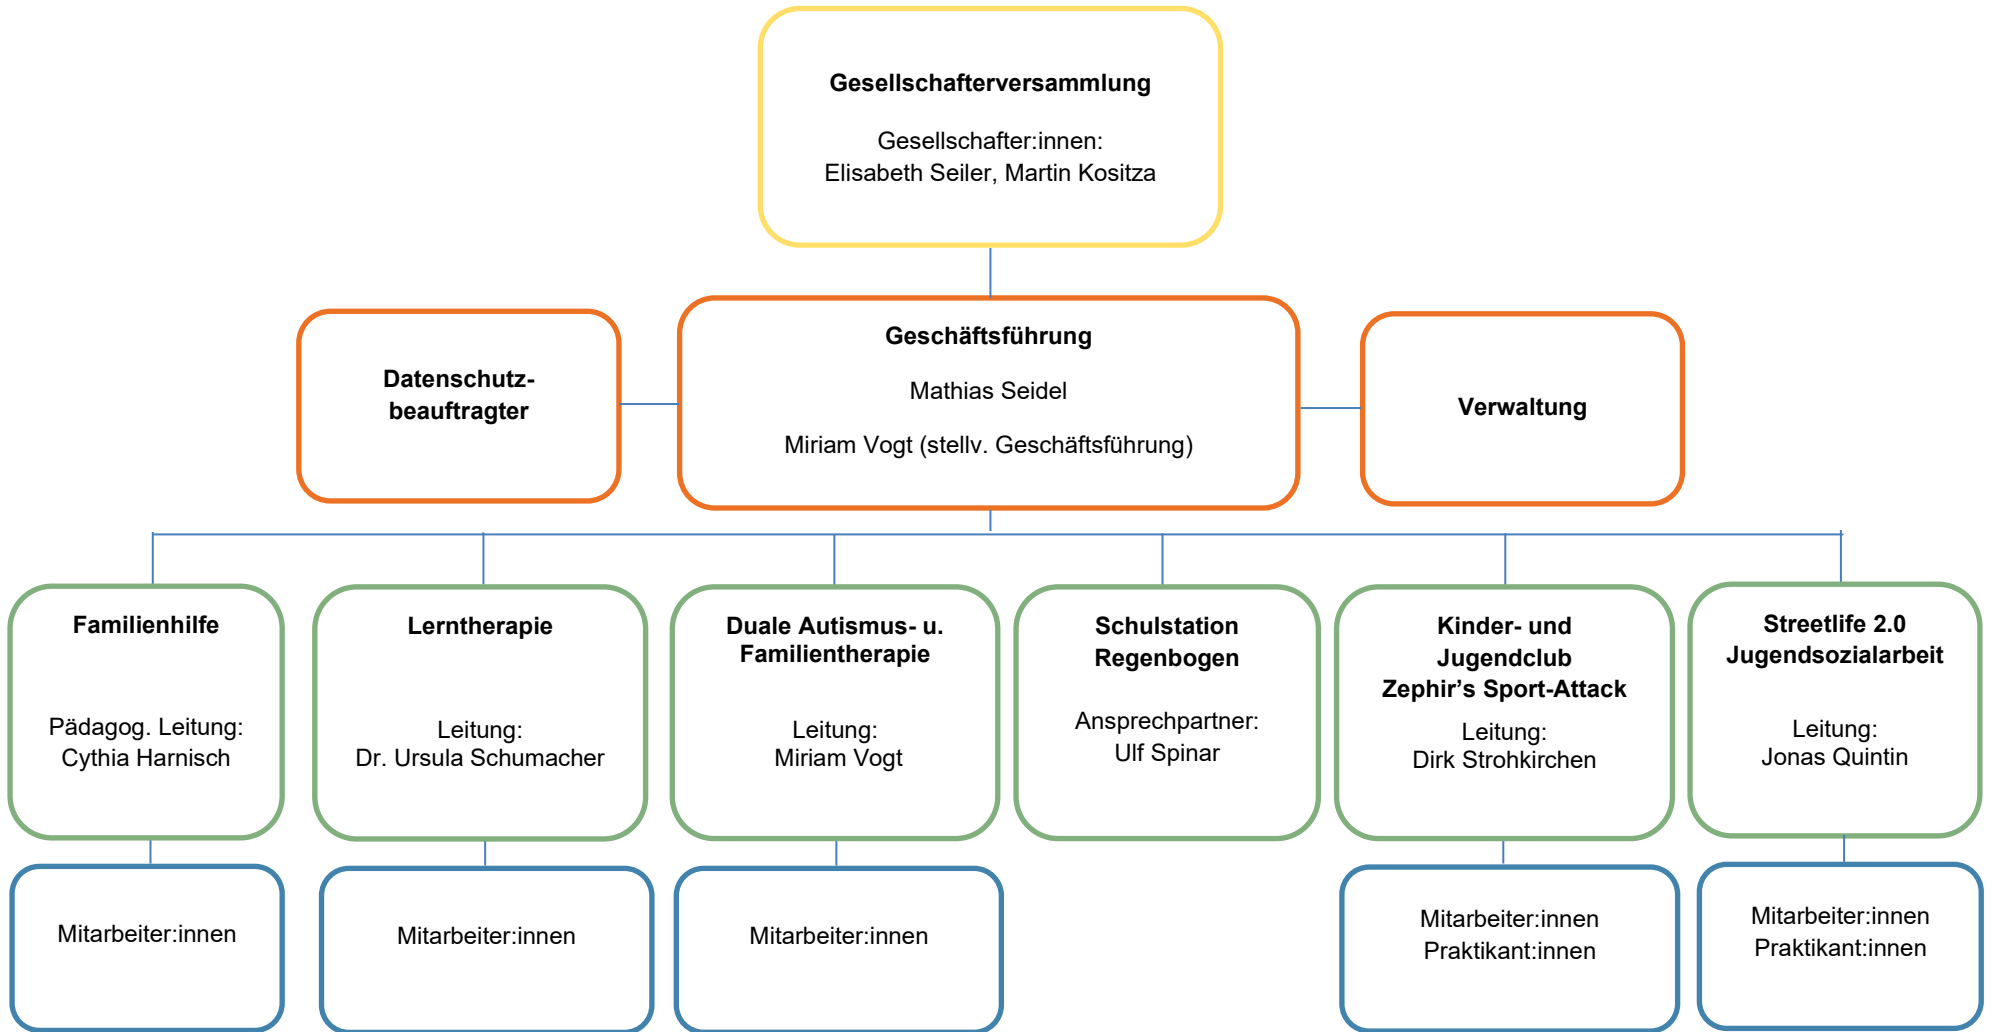 Gesellschafterversammlung
Gesellschafter:innen:
Elisabeth Seiler, Martin Kositza
Datenschutz-
beauftragter
Geschäftsführung
Mathias Seidel
Miriam Vogt (stellv. Geschäftsführung)
Verwaltung
Familienhilfe
Pädagog. Leitung:
Cythia Harnisch
Lerntherapie
Leitung:
Dr. Ursula Schumacher
Duale Autismus- u.
Familientherapie
Leitung:
Miriam Vogt
Schulstation
Regenbogen
Ansprechpartner:
Ulf Spinar
Kinder- und
Jugendclub
Zephir’s Sport-Attack
Leitung:
Dirk Strohkirchen
Streetlife 2.0
Jugendsozialarbeit
Leitung:
Jonas Quintin
Mitarbeiter:innen
Mitarbeiter:innen
Mitarbeiter:innen
Mitarbeiter:innen
Praktikant:innen
Mitarbeiter:innen
Praktikant:innen